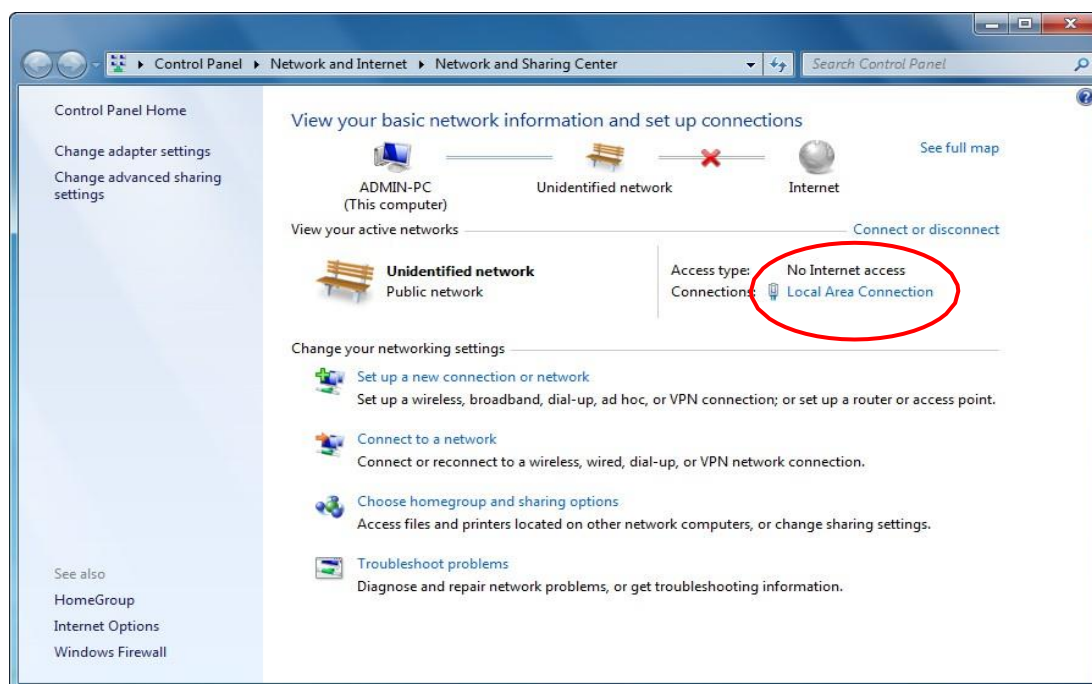 Control Panel ▸ Network and Internet ▸ Network and Sharing Center
Search Control Panel
Control Panel Home
Change adapter settings
Change advanced sharing
settings
See also
HomeGroup
Internet Options
Windows Firewall
View your basic network information and set up connections
See full map
ADMIN-PC
(This computer)
Unidentified network
Internet
View your active networks
Connect or disconnect
Unidentified network
Public network
Access type: No Internet access
Connections: Local Area Connection
Change your networking settings
Set up a new connection or network
Set up a wireless, broadband, dial-up, ad hoc, or VPN connection; or set up a router or access point.
Connect to a network
Connect or reconnect to a wireless, wired, dial-up, or VPN network connection.
Choose homegroup and sharing options
Access files and printers located on other network computers, or change sharing settings.
Troubleshoot problems
Diagnose and repair network problems, or get troubleshooting information.